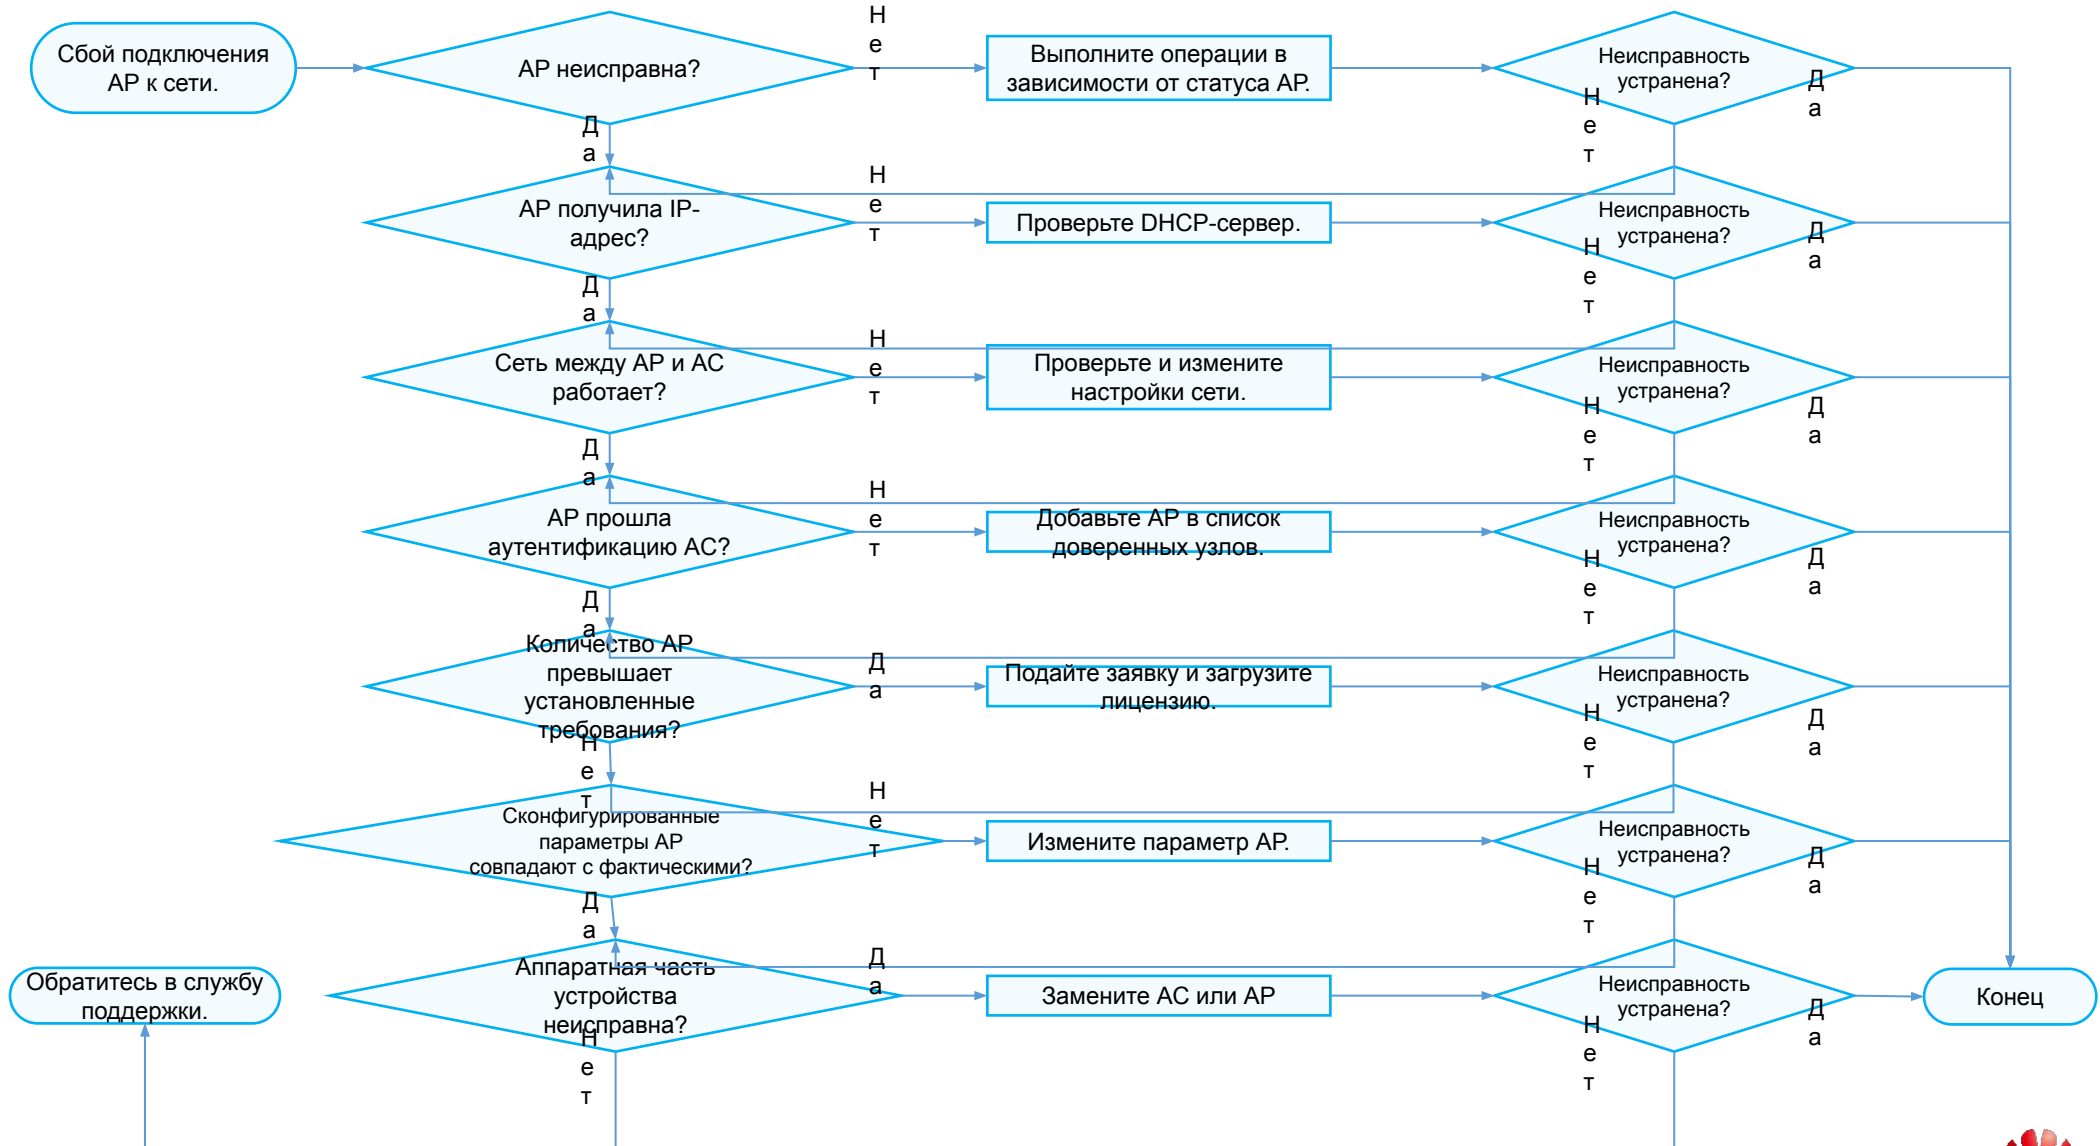 Сбой подключения
AP к сети.
AP неисправна?
Нет
Выполните операции в
зависимости от статуса AP.
Неисправность
устранена?
Да
Нет
Да
AP получила IP-
адрес?
Нет
Проверьте DHCP-сервер.
Неисправность
устранена?
Да
Нет
Да
Сеть между AP и AC
работает?
Нет
Проверьте и измените
настройки сети.
Неисправность
устранена?
Да
Нет
Да
AP прошла
аутентификацию AC?
Нет
Добавьте AP в список
доверенных узлов.
Неисправность
устранена?
Да
Нет
Да
Количество AP
превышает
установленные
требования?
Да
Подайте заявку и загрузите
лицензию.
Неисправность
устранена?
Да
Нет
Нет
Сконфигурированные
параметры AP
совпадают с фактическими?
Нет
Измените параметр AP.
Неисправность
устранена?
Да
Нет
Да
Обратитесь в службу
поддержки.
Аппаратная часть
устройства
неисправна?
Да
Замените AC или AP
Неисправность
устранена?
Да
Нет
Нет
Конец